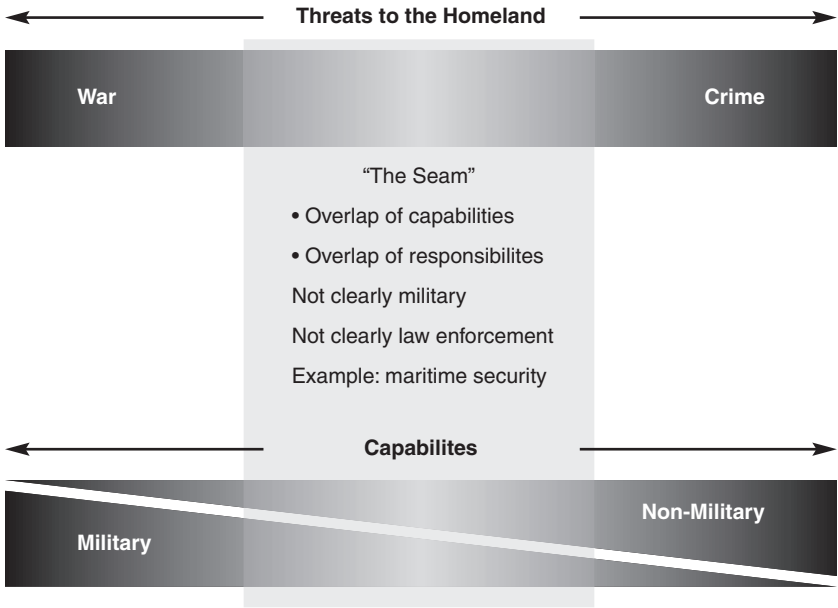 Threats to the Homeland
War
Crime
“The Seam”
• Overlap of capabilities
• Overlap of responsibilites
Not clearly military
Not clearly law enforcement
Example: maritime security
Capabilites
Non-Military
Military